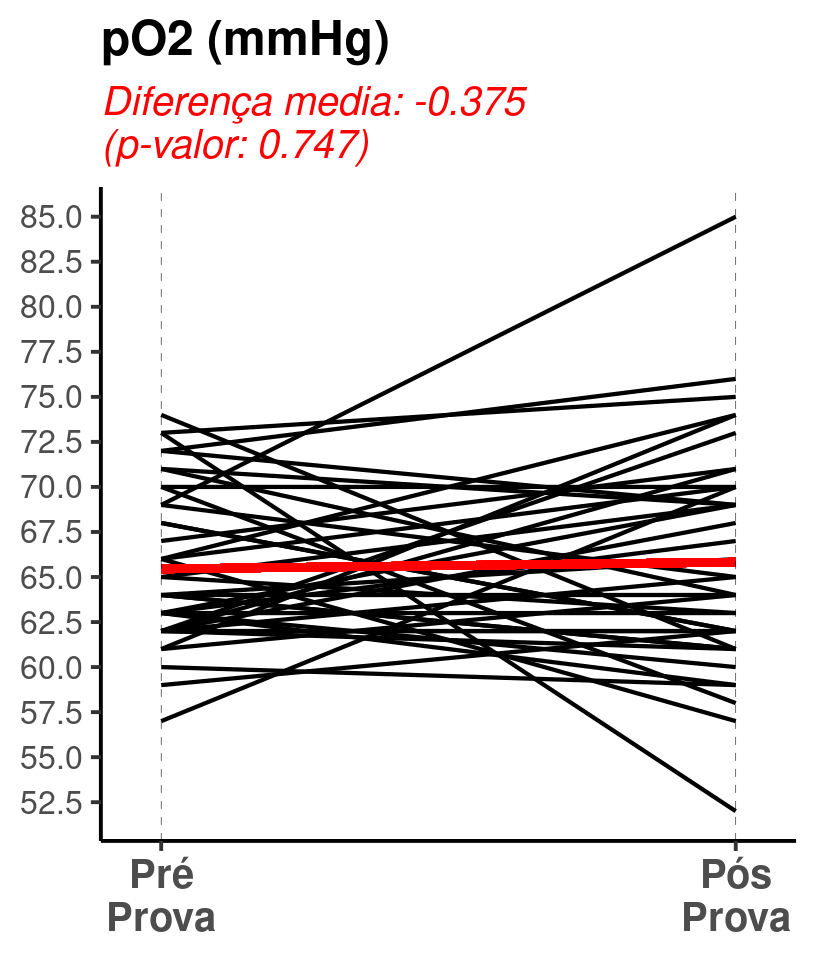 pO2 (mmHg)
Diferença media: -0.375
(p-valor: 0.747)
85.0
82.5
80.0
77.5
75.0
72.5
70.0
67.5
65.0
62.5
60.0
57.5
55.0
52.5
Pré
Prova
Pós
Prova